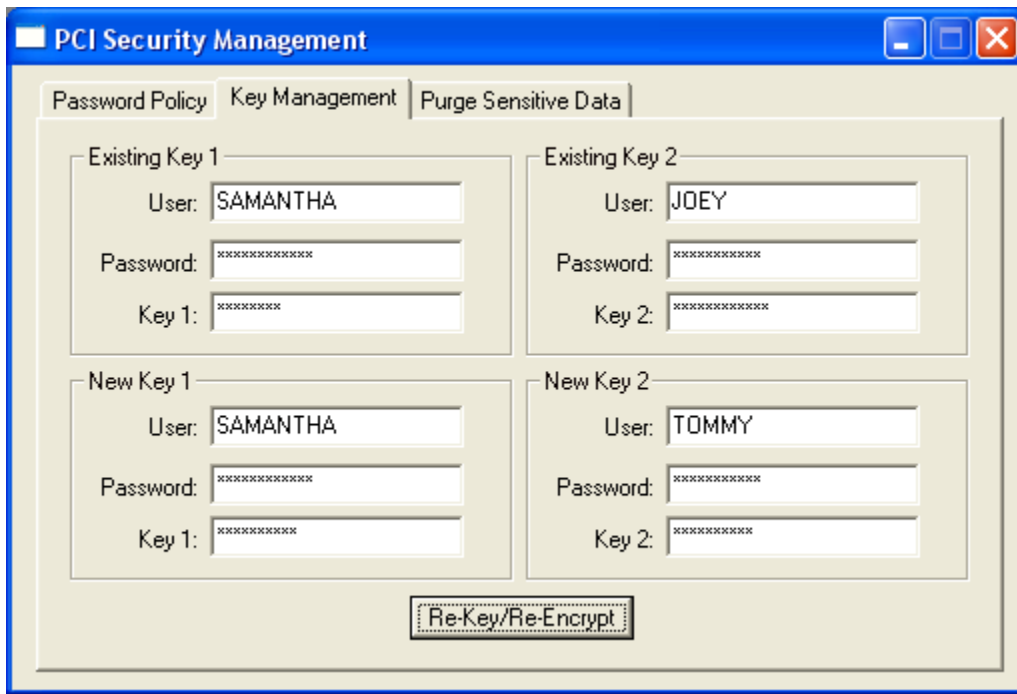 PCI Security Management
Password Policy Key Management Purge Sensitive Data
Existing Key 1
User: SAMANTHA
Password: ************
Key 1: ********
Existing Key 2
User: JOEY
Password: ***********
Key 2: ************
New Key 1
User: SAMANTHA
Password: ************
Key 1: **********
New Key 2
User: TOMMY
Password: ***********
Key 2: **********
Re-Key/Re-Encrypt